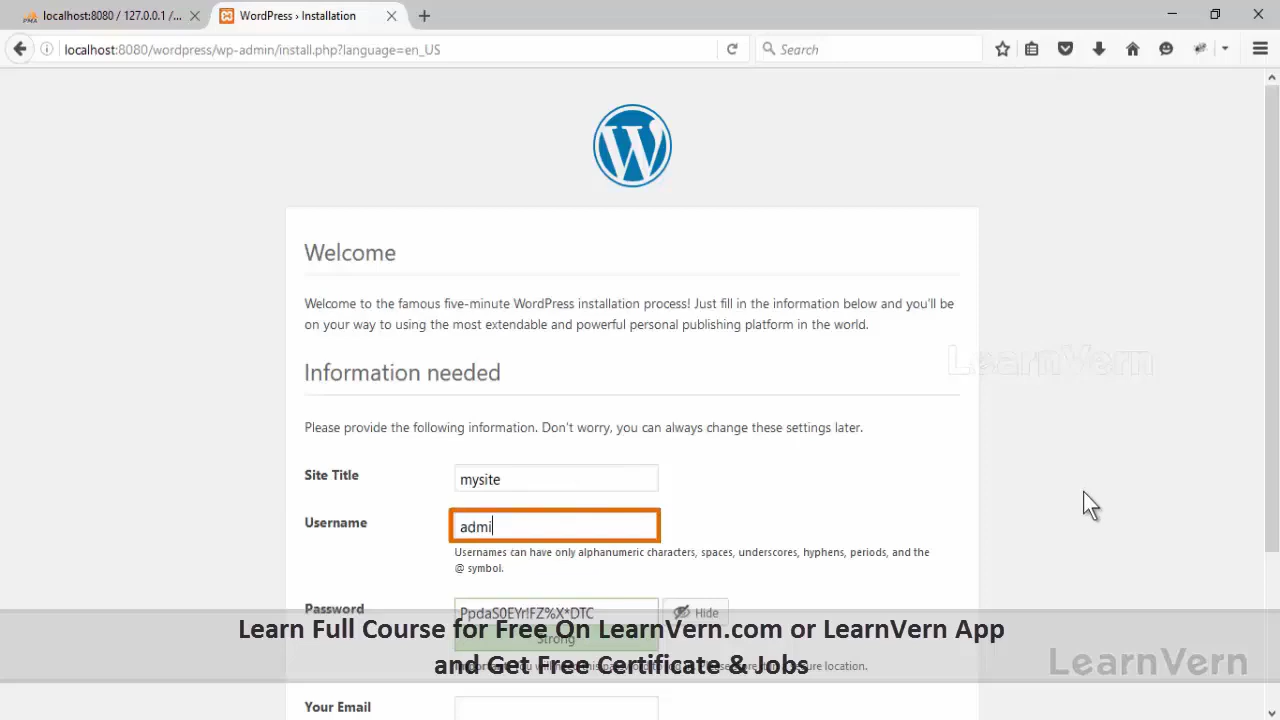 localhost:8080 / 127.0.0.1 /...
WordPress › Installation
localhost:8080/wordpress/wp-admin/install.php?language=en_US
Search
Welcome
Welcome to the famous five-minute WordPress installation process! Just fill in the information below and you'll be
on your way to using the most extendable and powerful personal publishing platform in the world.
Information needed
LearnVern
Please provide the following information. Don't worry, you can always change these settings later.
Site Title mysite
Username admi
Usernames can have only alphanumeric characters, spaces, underscores, hyphens, periods, and the
@ symbol.
Password Hide
Learn Full Course for Free On LearnVern.com or LearnVern App
Strong
and Get Free Certificate & Jobs
location.
LearnVern
Your Email